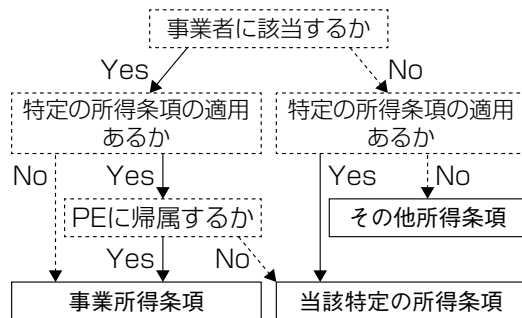 事業者に該当するか
Yes
No
特定の所得条項の適用
あるか
特定の所得条項の適用
あるか
No
Yes
Yes
No
PEに帰属するか
その他所得条項
Yes
No
事業所得条項
当該特定の所得条項